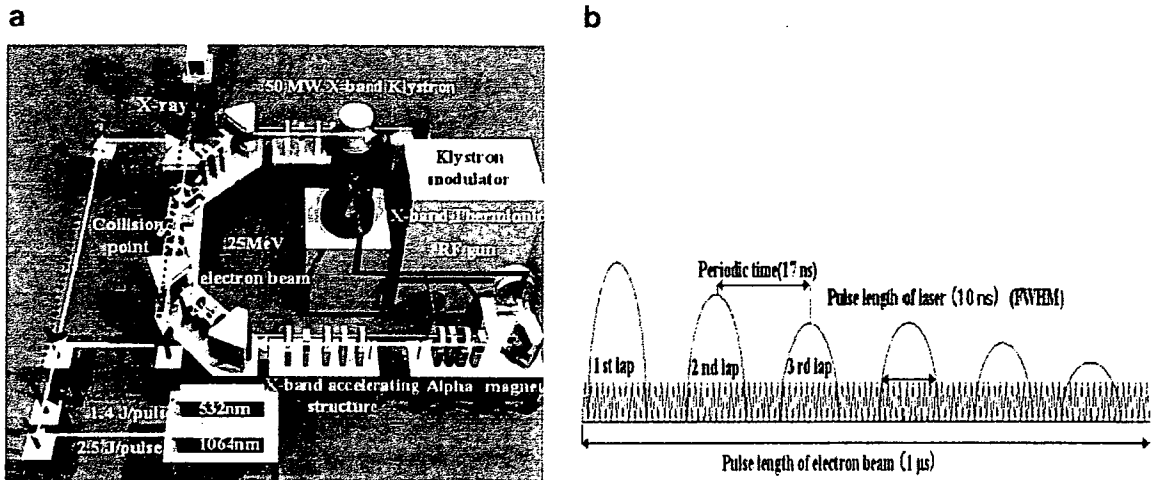 a
b
50 MW X-band Klystron
X-ray
Klystron
modulator
X-band Thermionic
RF gun
Collision
point
25MeV
electron beam
X-band accelerating
structure
Alpha magnet
1.4 J/pulse
532nm
2.5 J/pulse
1064nm
Periodic time(17 ns)
Pulse length of laser (10 ns) (FWHM)
1st lap
2 nd lap
3 rd lap
Pulse length of electron beam (1 μs)